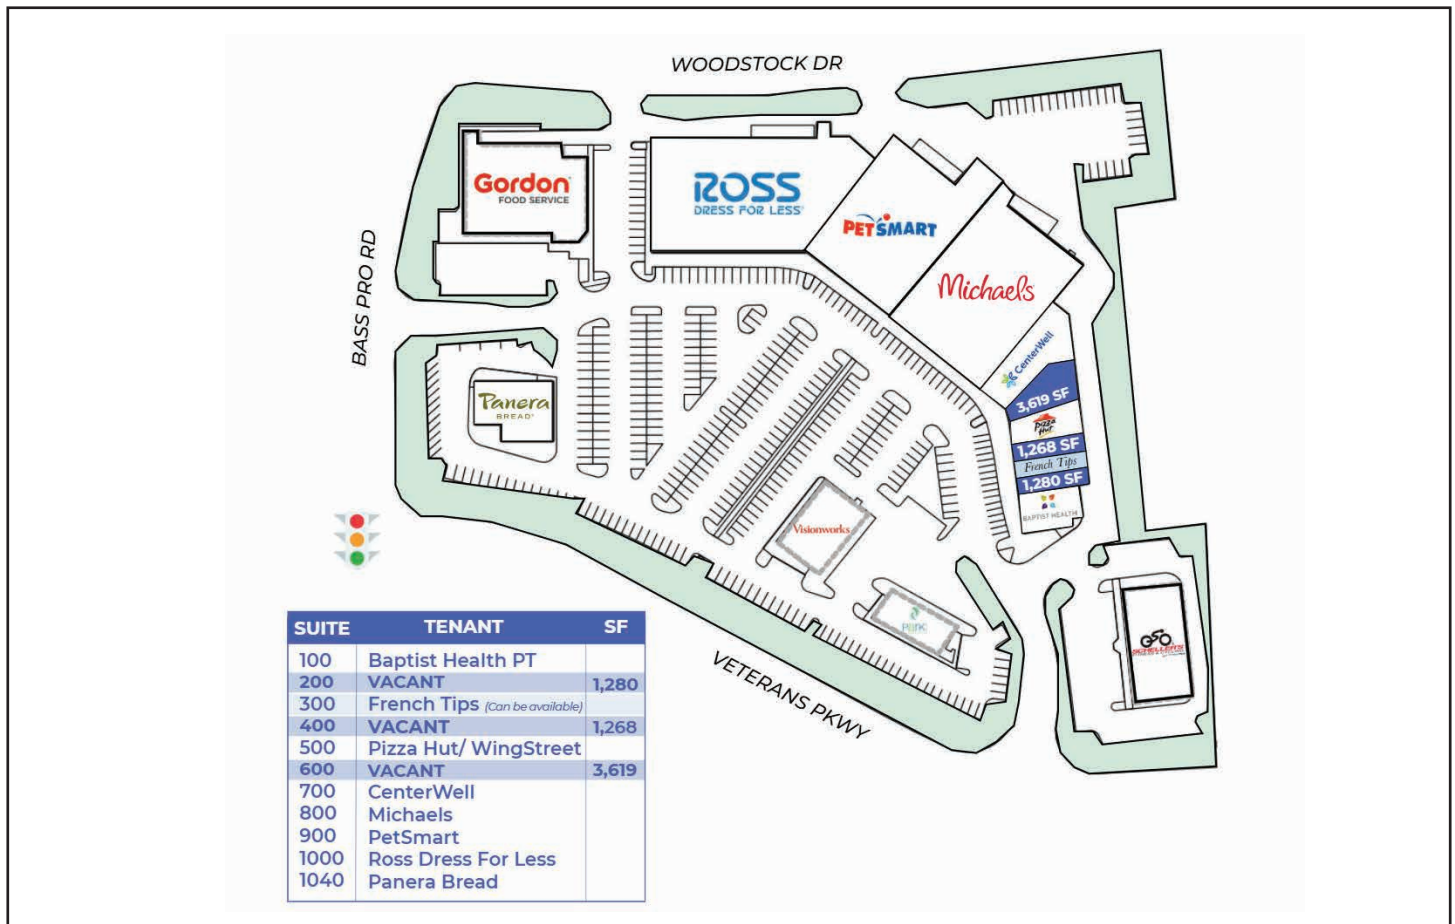 WOODSTOCK DR
Gordon
FOOD SERVICE
ROSS
DRESS FOR LESS
PETSMART
BASS PRO RD
Michaels
CenterWell
3,619 SF
Pizza
Hut
Panera
BREAD
1,268 SF
French Tips
1,280 SF
BAPTIST HEALTH
Visionworks
PARK
SCHELLER'S
VETERANS PKWY
SUITE TENANT SF
100 Baptist Health PT
200 VACANT 1,280
300 French Tips (Can be available)
400 VACANT 1,268
500 Pizza Hut/ WingStreet
600 VACANT 3,619
700 CenterWell
800 Michaels
900 PetSmart
1000 Ross Dress For Less
1040 Panera Bread